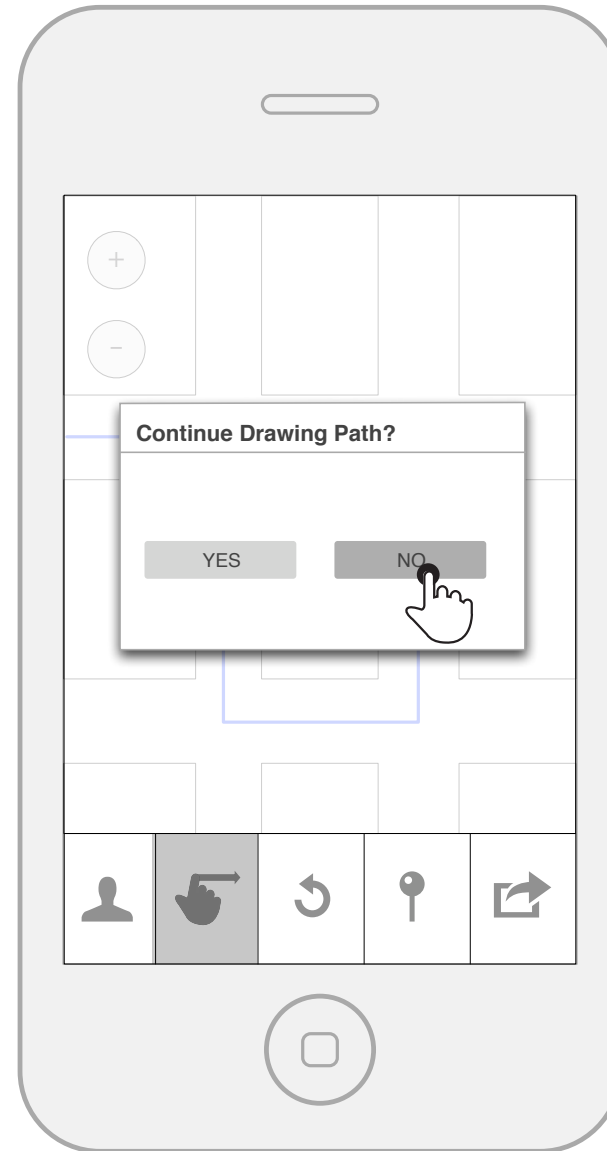 +
-
Continue Drawing Path?
YES NO